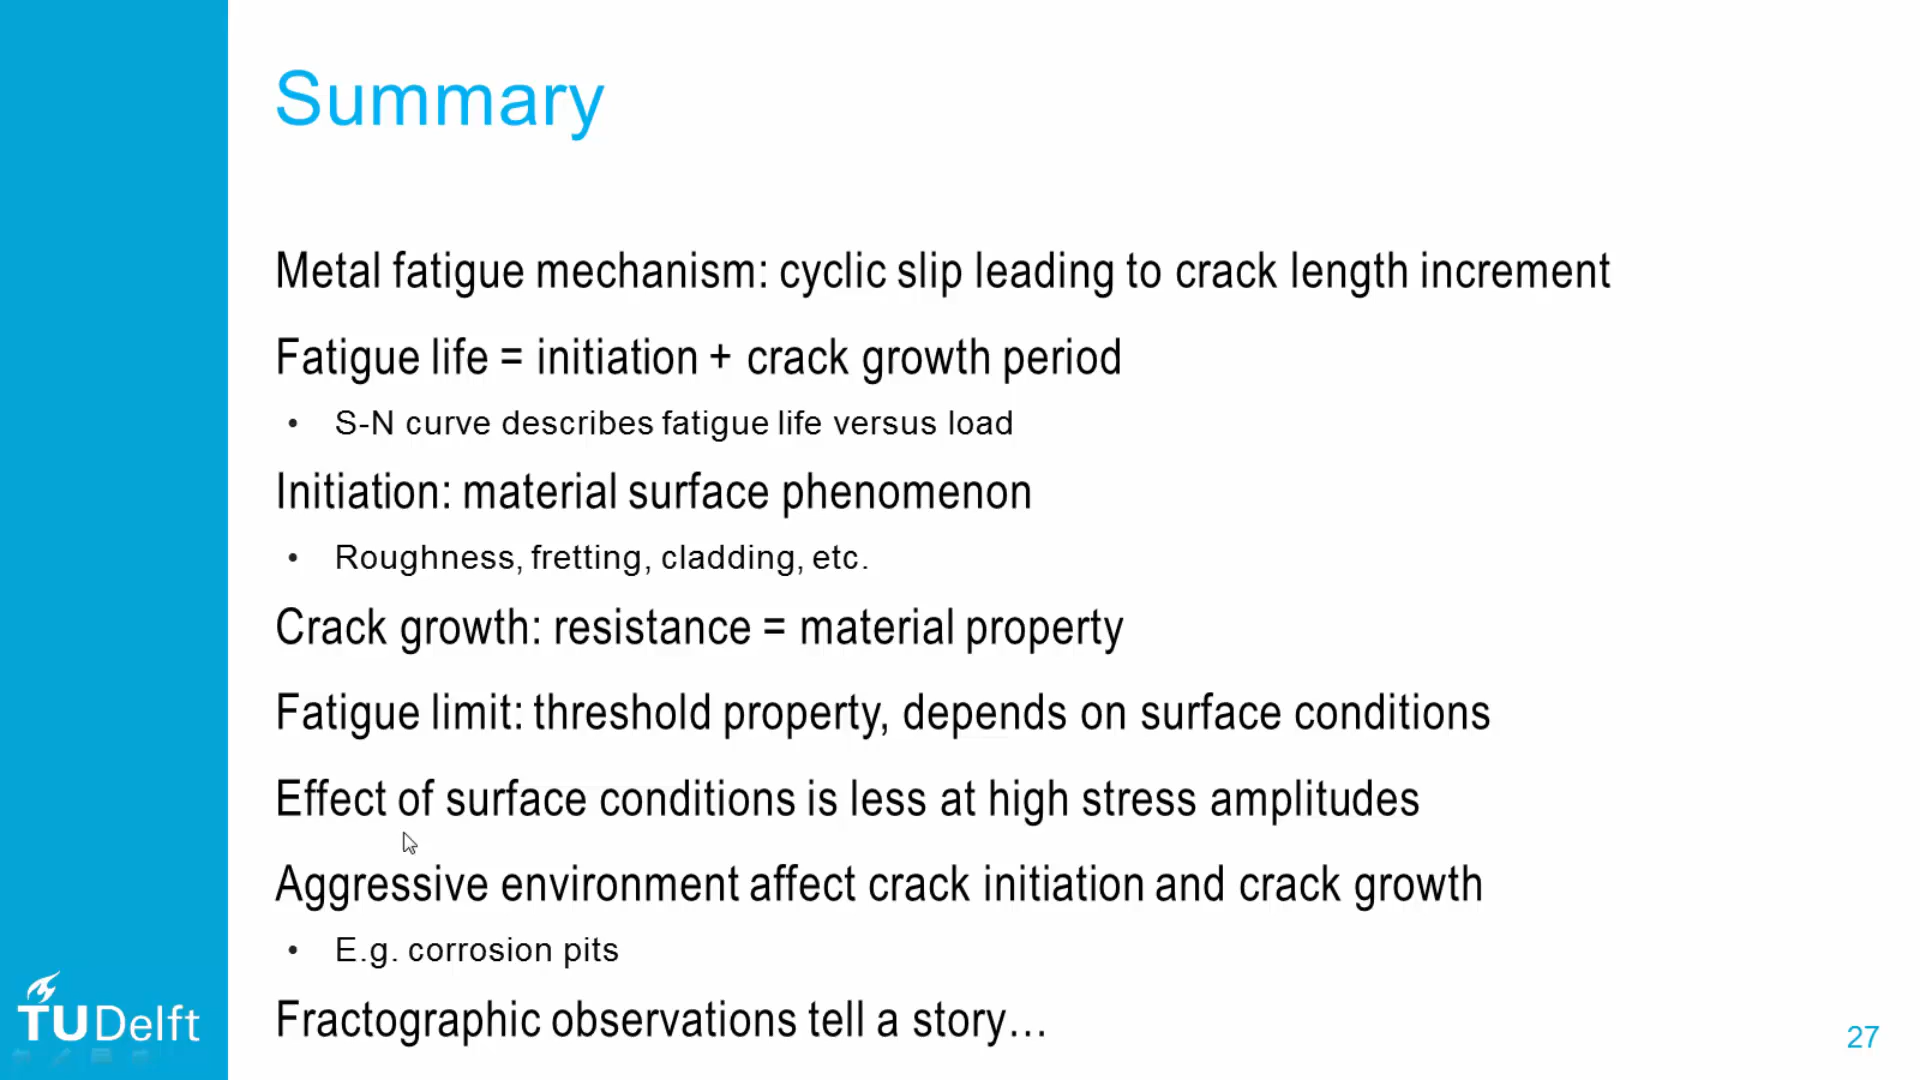 Summary
Metal fatigue mechanism: cyclic slip leading to crack length increment
Fatigue life = initiation + crack growth period
• S-N curve describes fatigue life versus load
Initiation: material surface phenomenon
• Roughness, fretting, cladding, etc.
Crack growth: resistance = material property
Fatigue limit: threshold property, depends on surface conditions
Effect of surface conditions is less at high stress amplitudes
Aggressive environment affect crack initiation and crack growth
• E.g. corrosion pits
Fractographic observations tell a story...
TUDelft
27